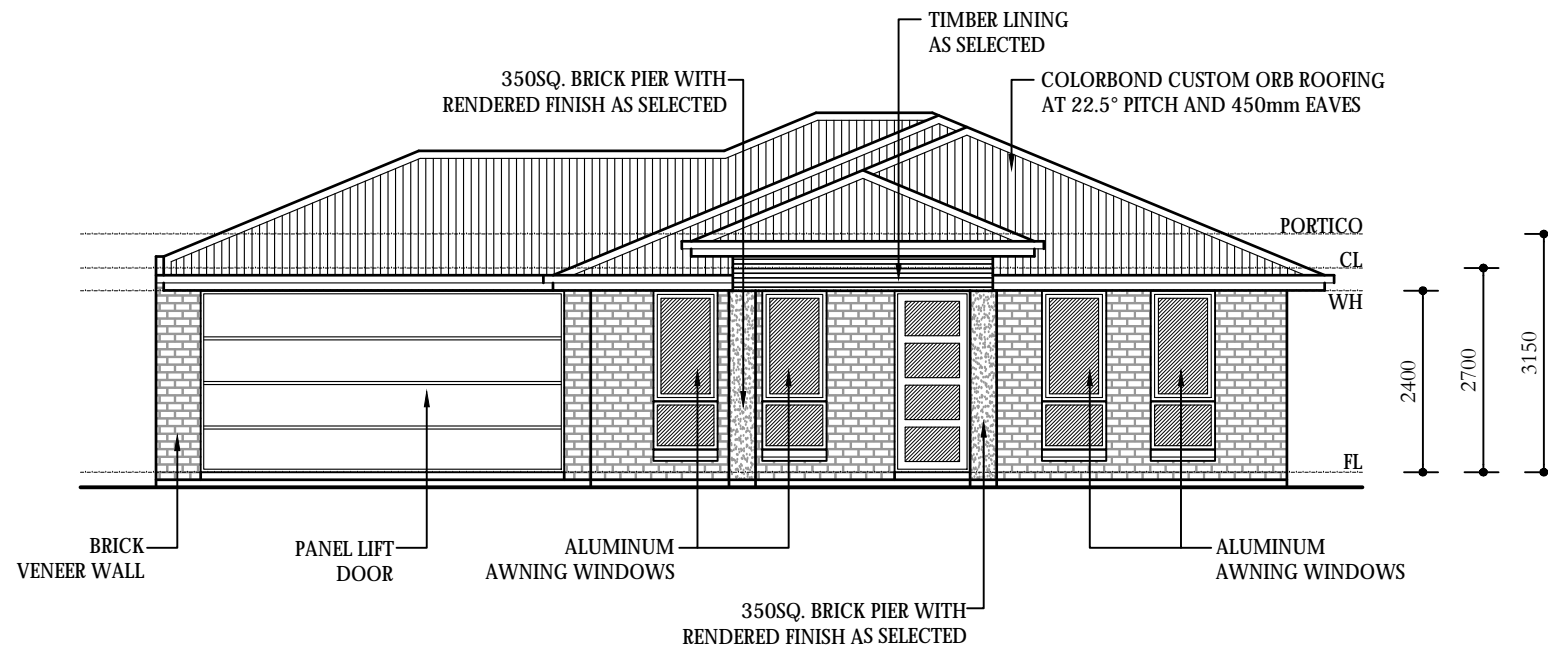 TIMBER LINING
AS SELECTED
350SQ. BRICK PIER WITH
RENDERED FINISH AS SELECTED
COLORBOND CUSTOM ORB ROOFING
AT 22.5° PITCH AND 450mm EAVES
PORTICO
CL
WH
2400
2700
3150
FL
BRICK
VENEER WALL
PANEL LIFT
DOOR
ALUMINUM
AWNING WINDOWS
ALUMINUM
AWNING WINDOWS
350SQ. BRICK PIER WITH
RENDERED FINISH AS SELECTED